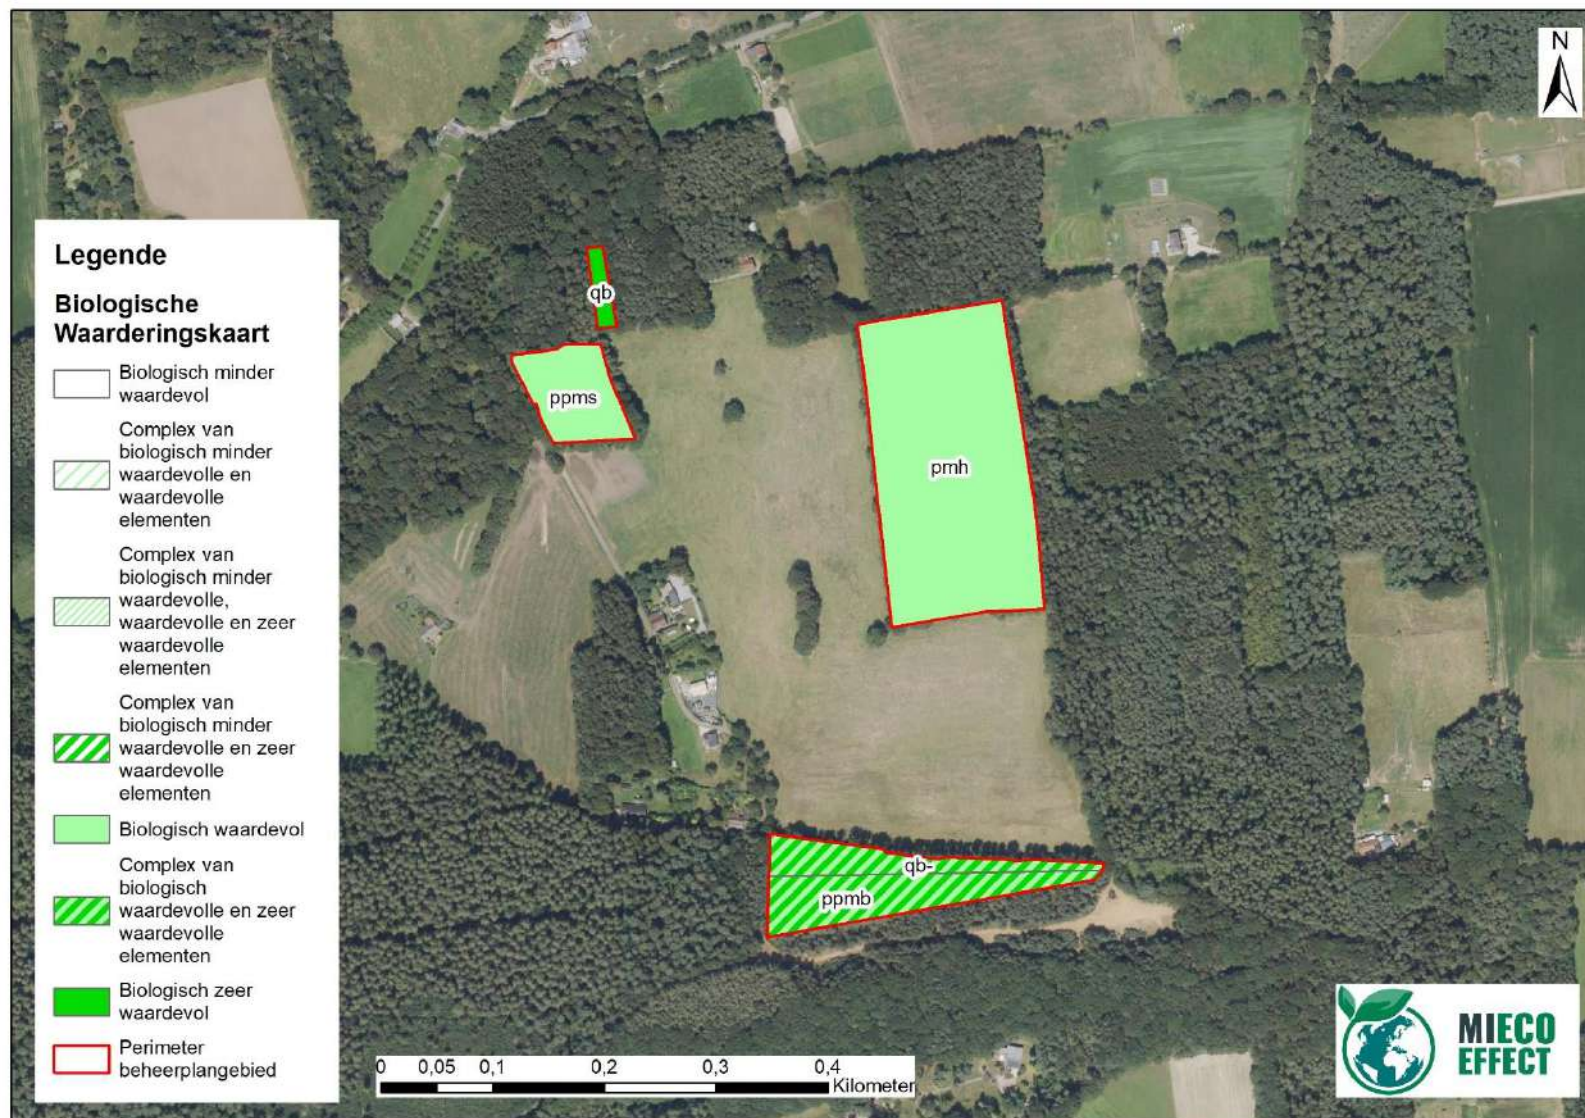 N
Legende
Biologische
Waarderingskaart
Biologisch minder
waardevol
Complex van
biologisch minder
waardevolle en
waardevolle
elementen
Complex van
biologisch minder
waardevolle,
waardevolle en zeer
waardevolle
elementen
Complex van
biologisch minder
waardevolle en zeer
waardevolle
elementen
Biologisch waardevol
Complex van
biologisch
waardevolle en zeer
waardevolle
elementen
Biologisch zeer
waardevol
Perimeter
beheerplangebied
qb
ppms
pmh
qb-
ppmb
0 0,05 0,1 0,2 0,3 0,4
Kilometer
MIECO
EFFECT